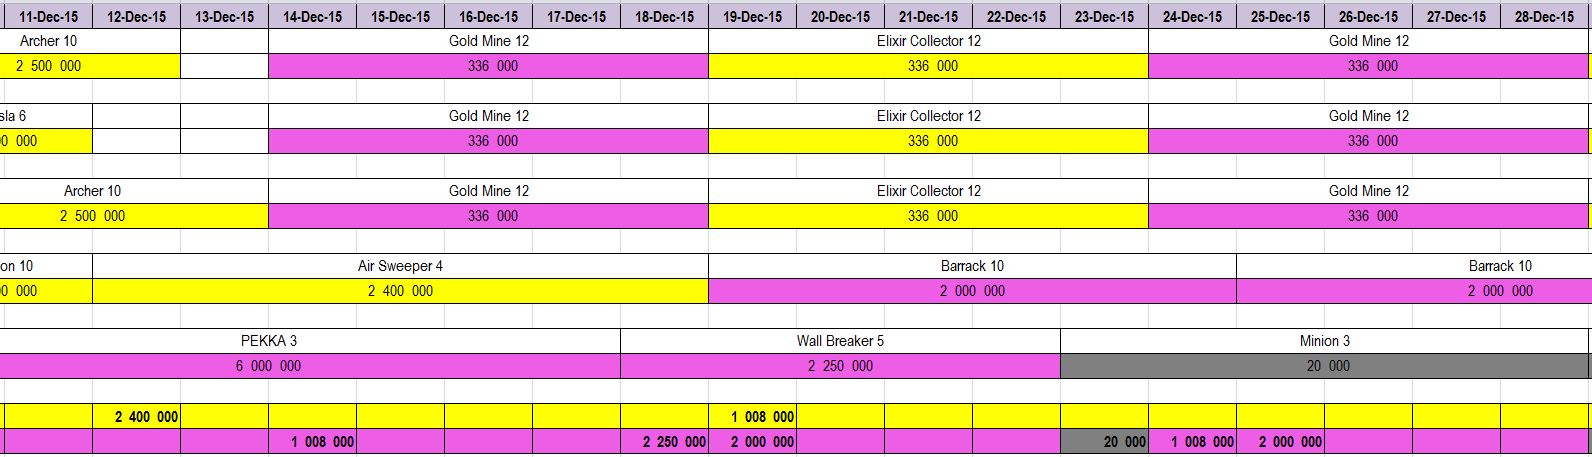 11-Dec-15 12-Dec-15 13-Dec-15 14-Dec-15 15-Dec-15 16-Dec-15 17-Dec-15 18-Dec-15 19-Dec-15 20-Dec-15 21-Dec-15 22-Dec-15 23-Dec-15 24-Dec-15 25-Dec-15 26-Dec-15 27-Dec-15 28-Dec-15
Archer 10 Gold Mine 12 Elixir Collector 12 Gold Mine 12
2 500 000 336 000 336 000 336 000
sla 6 Gold Mine 12 Elixir Collector 12 Gold Mine 12
0 000 336 000 336 000 336 000
Archer 10 Gold Mine 12 Elixir Collector 12 Gold Mine 12
2 500 000 336 000 336 000 336 000
on 10 Air Sweeper 4 Barrack 10 Barrack 10
0 000 2 400 000 2 000 000 2 000 000
PEKKA 3 Wall Breaker 5 Minion 3
6 000 000 2 250 000 20 000
2 400 000 1 008 000
1 008 000 2 250 000 2 000 000 20 000 1 008 000 2 000 000